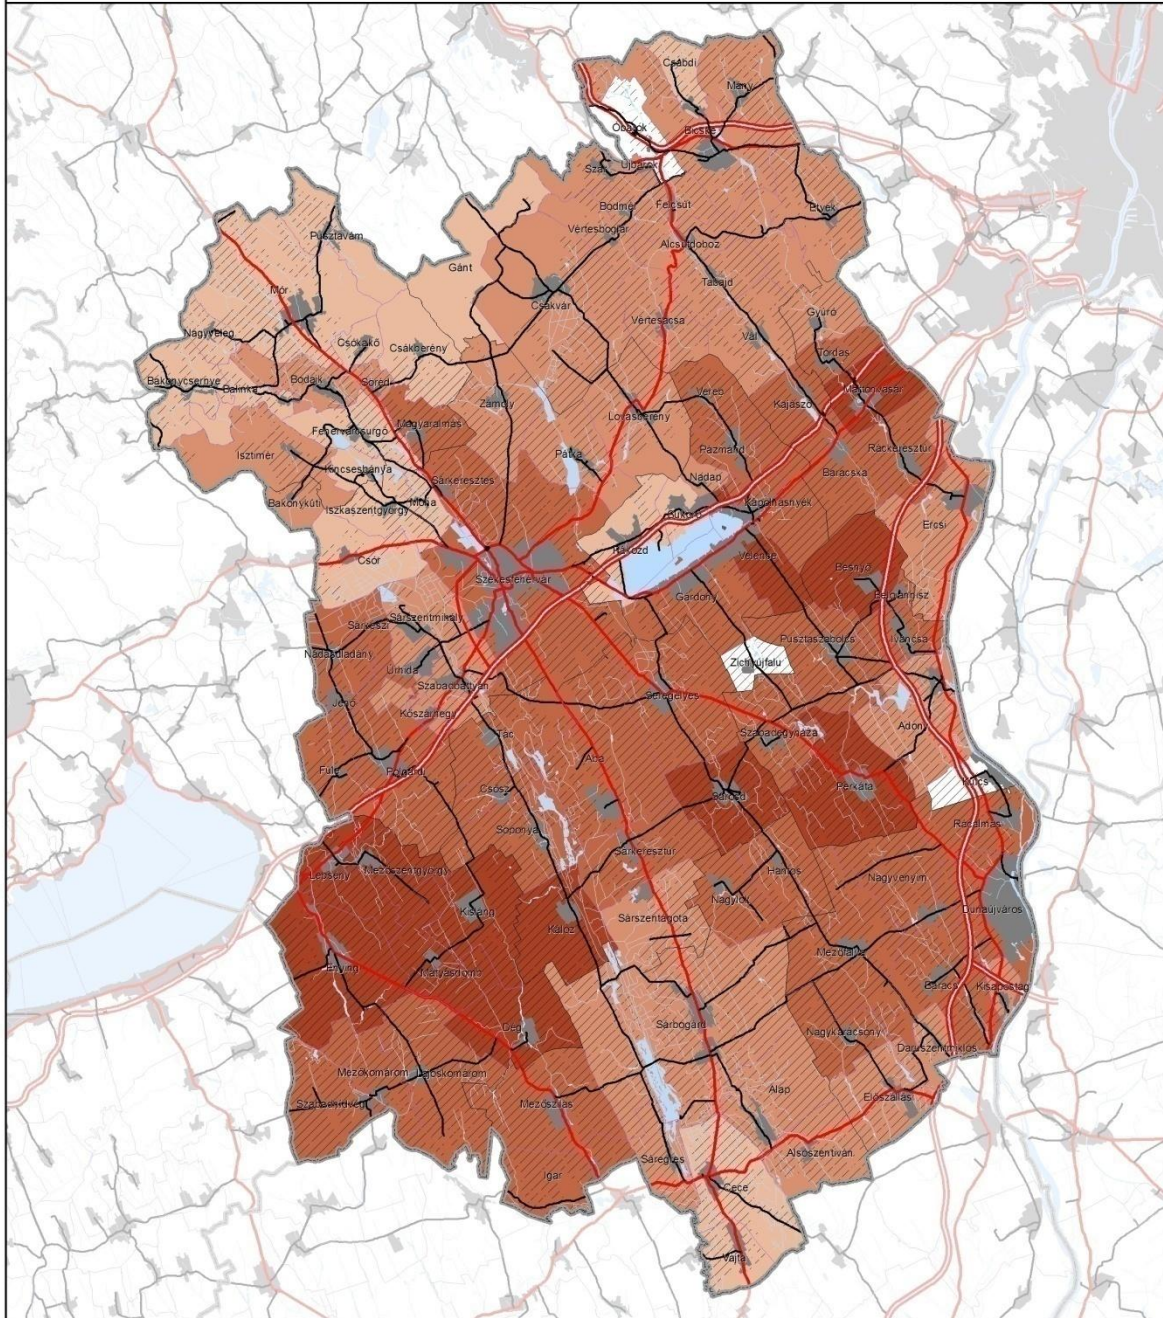 Csabdi
Mány
Óbarok
Bicske
Újbarok
Szár
Bodmér
Felcsút
Etyek
Vértesboglár
Pusztavám
Alcsútdoboz
Gánt
Tabajd
Mór
Csákvár
Gyúró
Vértesacsa
Nagyveleg
Vál
Csókakő
Csákberény
Tordas
Bakonycsernye
Balinka
Bodajk
Söréd
Martonvásár
Vereb
Zámoly
Kajászó
Lovasberény
Magyaralmás
Fehérvárcsurgó
Ráckeresztúr
Isztimér
Pátka
Pázmánd
Kincsesbánya
Baracska
Sárkeresztes
Nadap
Bakonykúti
Moha
Kápolnásnyék
Iszkaszentgyörgy
Sukoró
Ercsi
Pákozd
Csór
Velence
Székesfehérvár
Besnyő
Gárdony
Beloiannisz
Sárszentmihály
Sárkeszi
Pusztaszabolcs
Iváncsa
Nádasdladány
Zichyújfalu
Úrhida
Szabadbattyán
Seregélyes
Jenő
Kőszárhegy
Adony
Szabadegyháza
Tác
Aba
Füle
Polgárdi
Kulcs
Perkáta
Csősz
Sárosd
Rácalmás
Soponya
Sárkeresztúr
Mezőszentgyörgy
Lepsény
Hantos
Nagyvenyim
Nagylók
Kisláng
Dunaújváros
Sárszentágota
Káloz
Mezőfalva
Enying
Mátyásdomb
Baracs
Kisapostag
Sárbogárd
Dég
Nagykarácsony
Daruszentmiklós
Mezőkomárom
Lajoskomárom
Alap
Előszállás
Szabadhidvég
Mezőszilas
Alsószentiván
Sáregres
Igar
Cece
Vajta